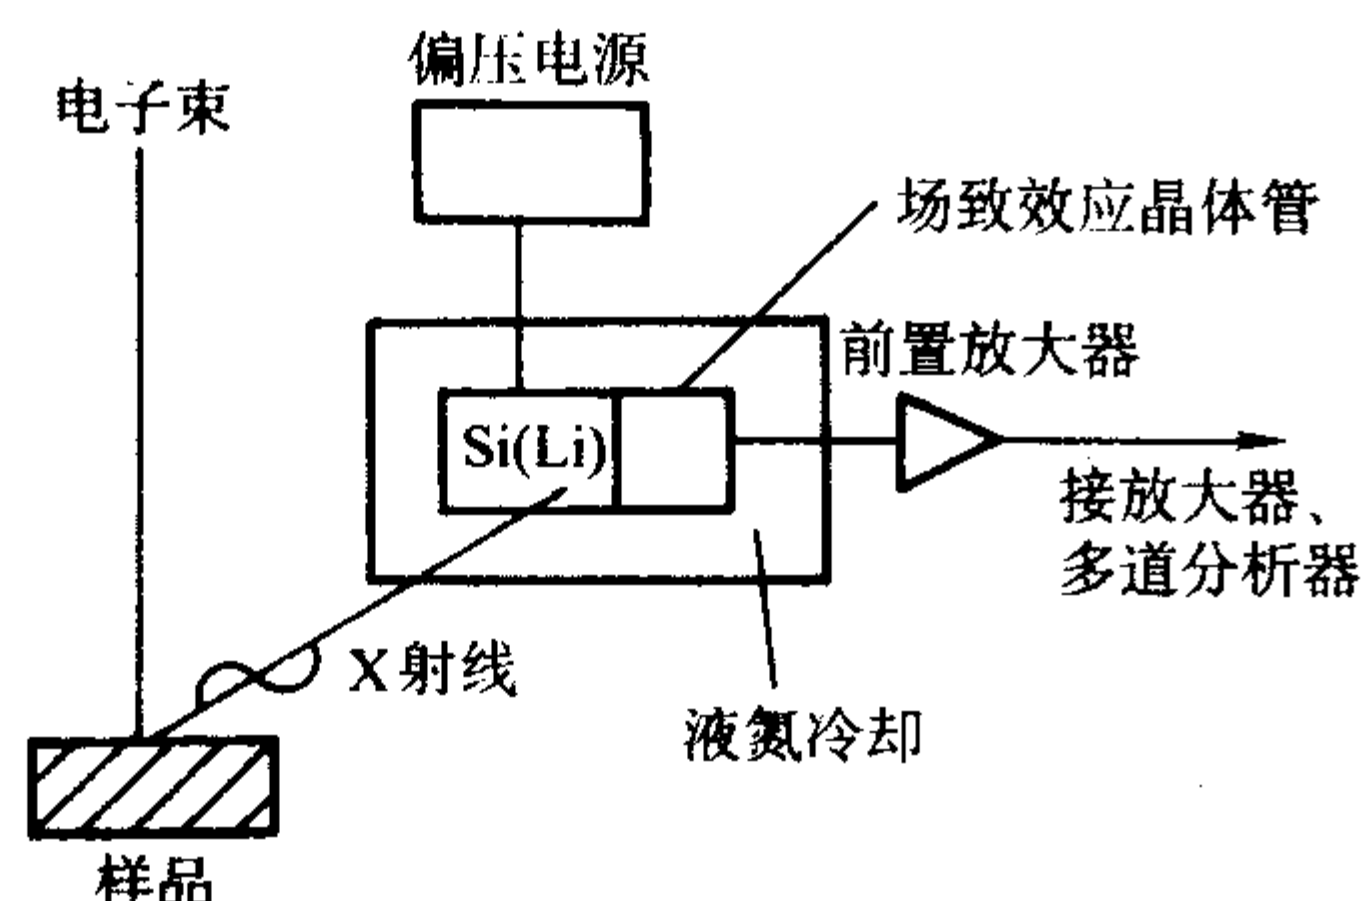 偏压电源
电子束
场致效应晶体管
前置放大器
Si(Li)
接放大器、
多道分析器
X射线
液氮冷却
样品